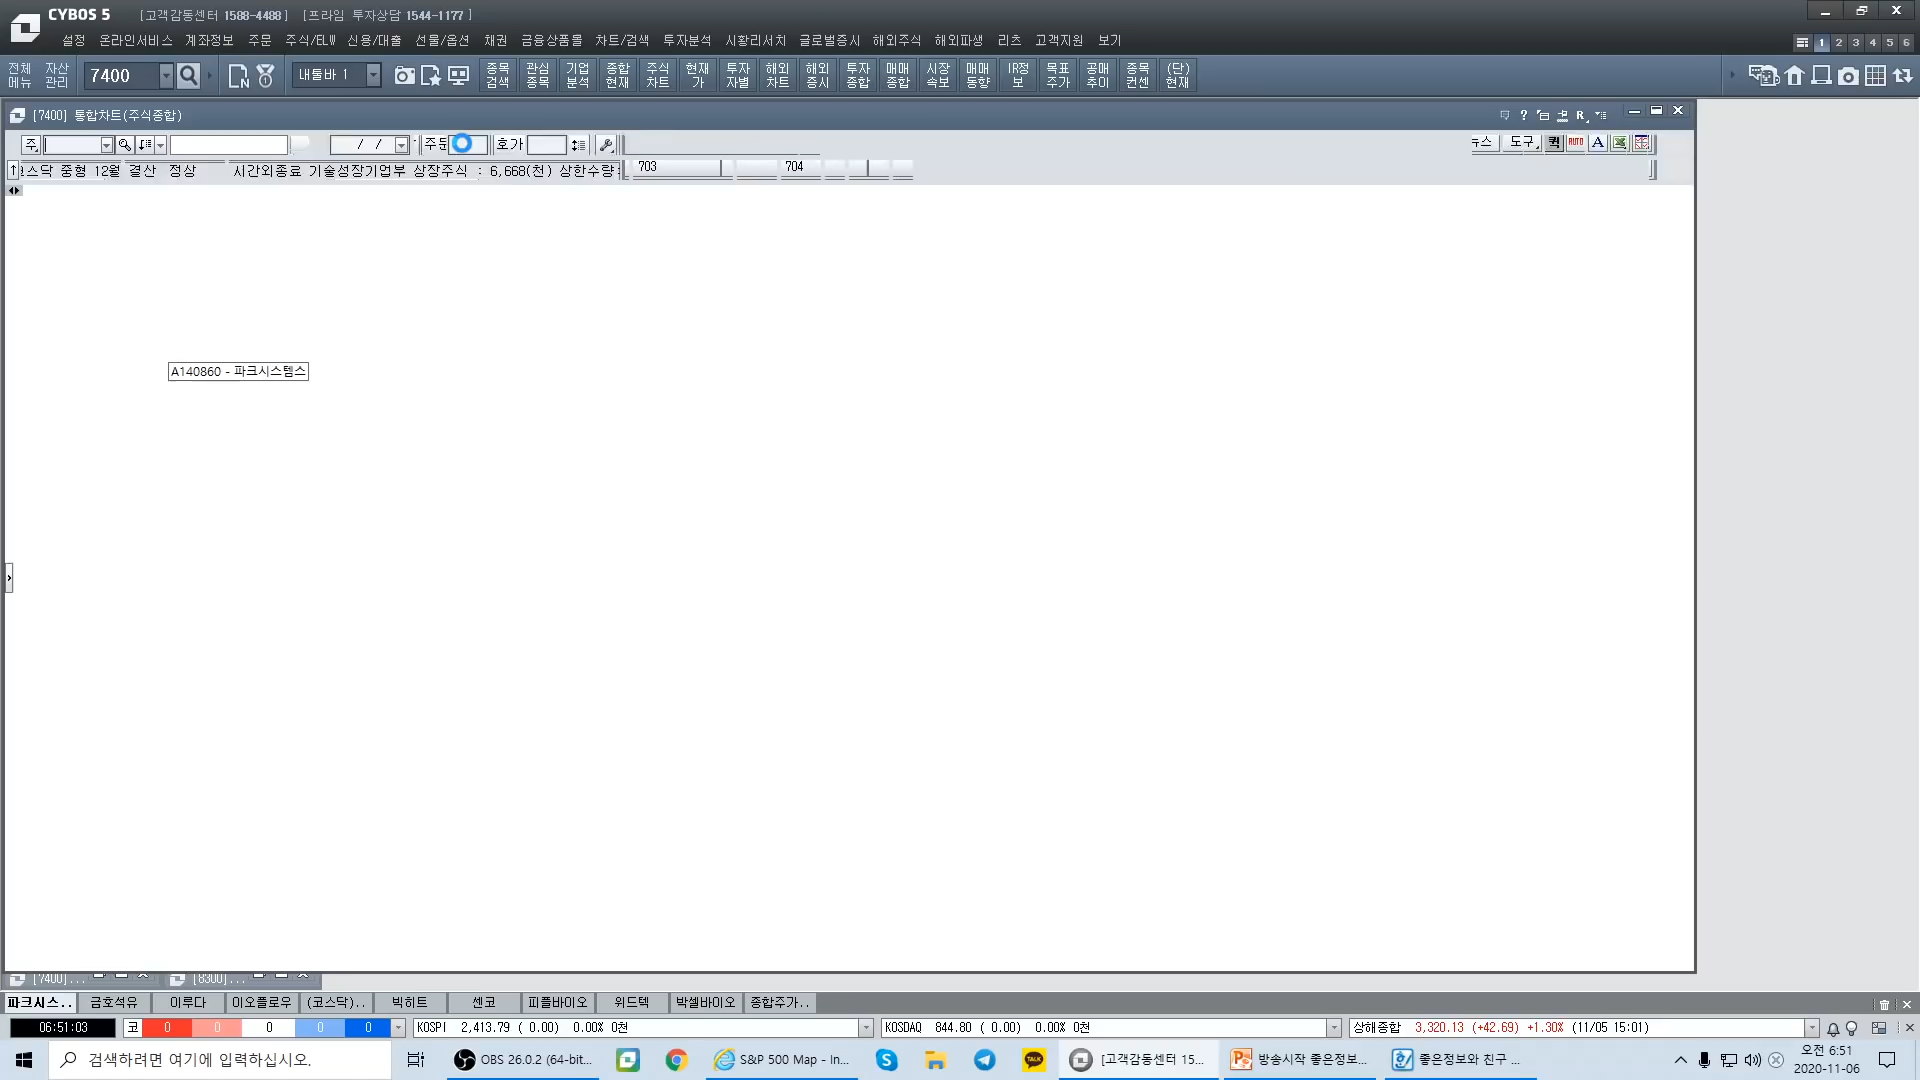 CYBOS 5 [고객감동센터 1588-4488] [프라임 투자상담 1544-1177 ]
설정 온라인서비스 계좌정보 주문 주식/ELW 신용/대출 선물/옵션 채권 금융상품몰 차트/검색 투자분석 시황리서치 글로벌증시 해외주식 해외파생 리츠 고객지원 보기
1 2 3 4 5 6
전체 메뉴 자산 관리 7400 내툴바 1 종목 검색 관심 종목 기업 분석 종합 현재 주식 차트 현재 가 투자 자별 해외 차트 해외 증시 투자 종합 매매 종합 시장 속보 매매 동향 IR정 보 목표 주가 공매 추이 종목 컨센 (단) 현재
[7400] 통합차트(주식종합)
주 / / 주문 호가 뉴스 도구 퀵 AUTO A
스닥 중형 12월 결산 정상 시간외종료 기술성장기업부 상장주식 : 6,668(천) 상한수량: 703 704
A140860 - 파크시스템스
[7400]... [8300]...
파크시스.. 금호석유 이루다 이오플로우 (코스닥).. 빅히트 센코 피플바이오 위드텍 박셀바이오 종합주가..
06:51:03 코 0 0 0 0 0 KOSPI 2,413.79 ( 0.00) 0.00% 0천 KOSDAQ 844.80 ( 0.00) 0.00% 0천 상해종합 3,320.13 (+42.69) +1.30% (11/05 15:01)
검색하려면 여기에 입력하십시오. OBS 26.0.2 (64-bit... S&P 500 Map - In... TALK [고객감동센터 15... 방송시작 좋은정보... 좋은정보와 친구 ... 오전 6:51
2020-11-06